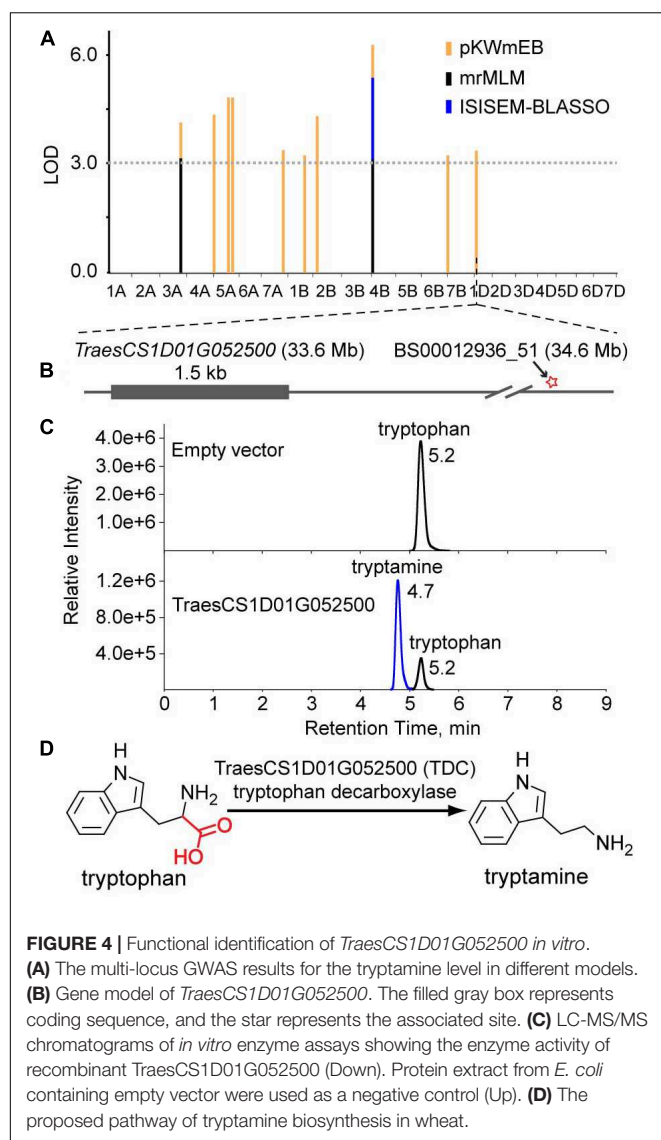 A
6.0
3.0
0.0
LOD
pKWmEB
mrMLM
ISISEM-BLASSO
1A 2A 3A 4A 5A 6A 7A 1B 2B 3B 4B 5B 6B 7B 1D 2D 3D 4D 5D 6D 7D
TraesCS1D01G052500 (33.6 Mb)
BS00012936_51 (34.6 Mb)
B
1.5 kb
C
Relative Intensity
4.0e+6
3.0e+6
2.0e+6
1.0e+6
Empty vector
tryptophan
5.2
1.2e+6
8.0e+5
4.0e+5
TraesCS1D01G052500
tryptamine
4.7
tryptophan
5.2
0 1 2 3 4 5 6 7 8 9
Retention Time, min
D
H
N
NH2
O
HO
tryptophan
TraesCS1D01G052500 (TDC)
tryptophan decarboxylase
H
N
NH2
tryptamine
FIGURE 4 | Functional identification of TraesCS1D01G052500 in vitro.
(A) The multi-locus GWAS results for the tryptamine level in different models.
(B) Gene model of TraesCS1D01G052500. The filled gray box represents
coding sequence, and the star represents the associated site. (C) LC-MS/MS
chromatograms of in vitro enzyme assays showing the enzyme activity of
recombinant TraesCS1D01G052500 (Down). Protein extract from E. coli
containing empty vector were used as a negative control (Up). (D) The
proposed pathway of tryptamine biosynthesis in wheat.